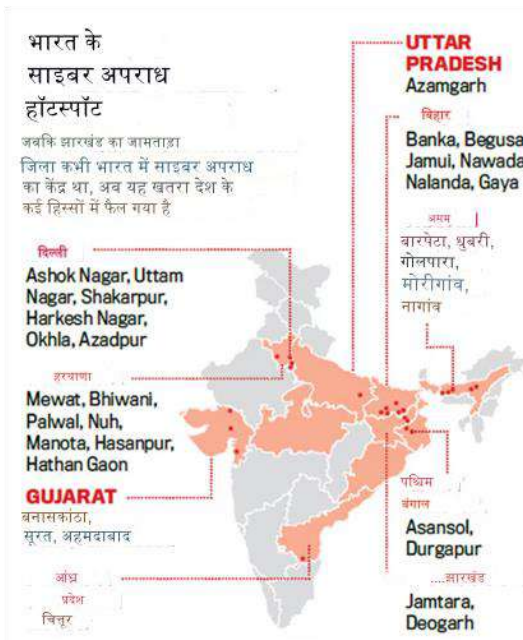 भारत के
साइबर अपराध
हॉटस्पॉट
जबकि झारखंड का जामताड़ा
जिला कभी भारत में साइबर अपराध
का केंद्र था, अब यह खतरा देश के
कई हिस्सों में फैल गया है
दिल्ली
Ashok Nagar, Uttam
Nagar, Shakarpur,
Harkesh Nagar,
Okhla, Azadpur
हरयाणा
Mewat, Bhiwani,
Palwal, Nuh,
Manota, Hasanpur,
Hathan Gaon
GUJARAT
बनासकांठा,
सूरत, अहमदाबाद
आंध्र
प्रदेश
चित्तूर
UTTAR
PRADESH
Azamgarh
बिहार
Banka, Begusa
Jamui, Nawada
Nalanda, Gaya
असम
बारपेटा, धुबरी,
गोलपारा,
मोरीगांव,
नागांव
पश्चिम
बंगाल
Asansol,
Durgapur
....झारखंड
Jamtara,
Deogarh